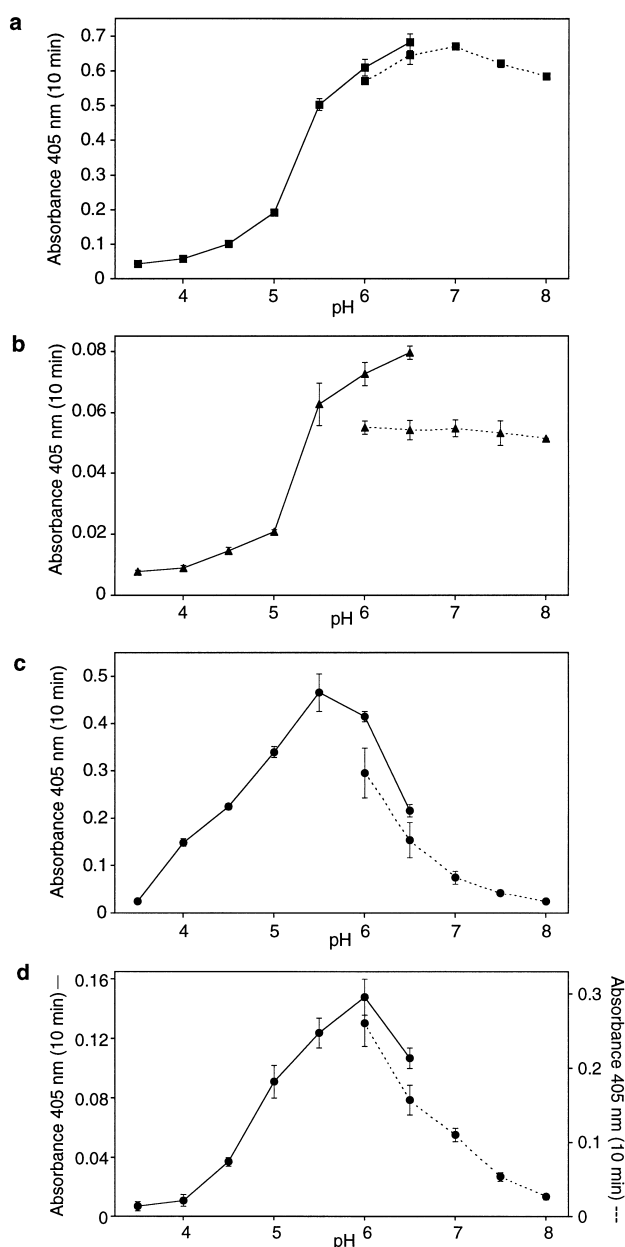 a
Absorbance 405 nm (10 min)
0.7
0.6
0.5
0.4
0.3
0.2
0.1
0
4 5 6 7 8
pH
b
Absorbance 405 nm (10 min)
0.08
0.06
0.04
0.02
0
4 5 6 7 8
pH
c
Absorbance 405 nm (10 min)
0.5
0.4
0.3
0.2
0.1
0
4 5 6 7 8
pH
d
Absorbance 405 nm (10 min) —
0.16
0.12
0.08
0.04
0
4 5 6 7 8
pH
0.3
0.2
0.1
0
Absorbance 405 nm (10 min) ---